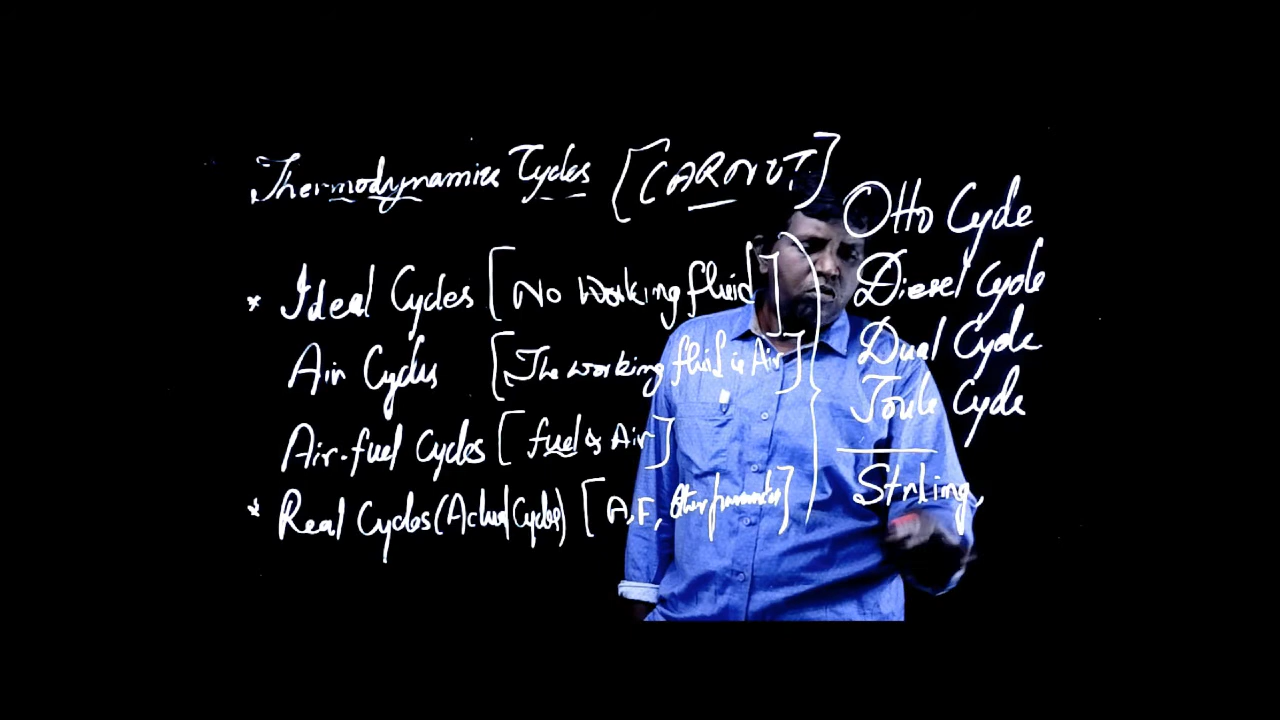 Thermodynamics Cycles [CARNOT]
* Ideal Cycles [No working fluid]
Air Cycles [The working fluid is Air]
Air-fuel Cycles [fuel & Air]
* Real Cycles (Actual Cycles) [A, F, Other parameters]
Otto Cycle
Diesel Cycle
Dual Cycle
Joule Cycle
Strling,